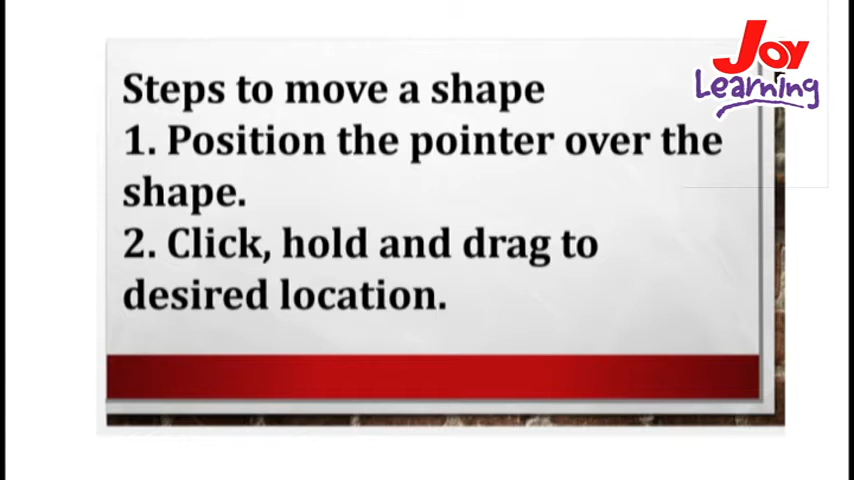 Joy
Learning
Steps to move a shape
1. Position the pointer over the
shape.
2. Click, hold and drag to
desired location.